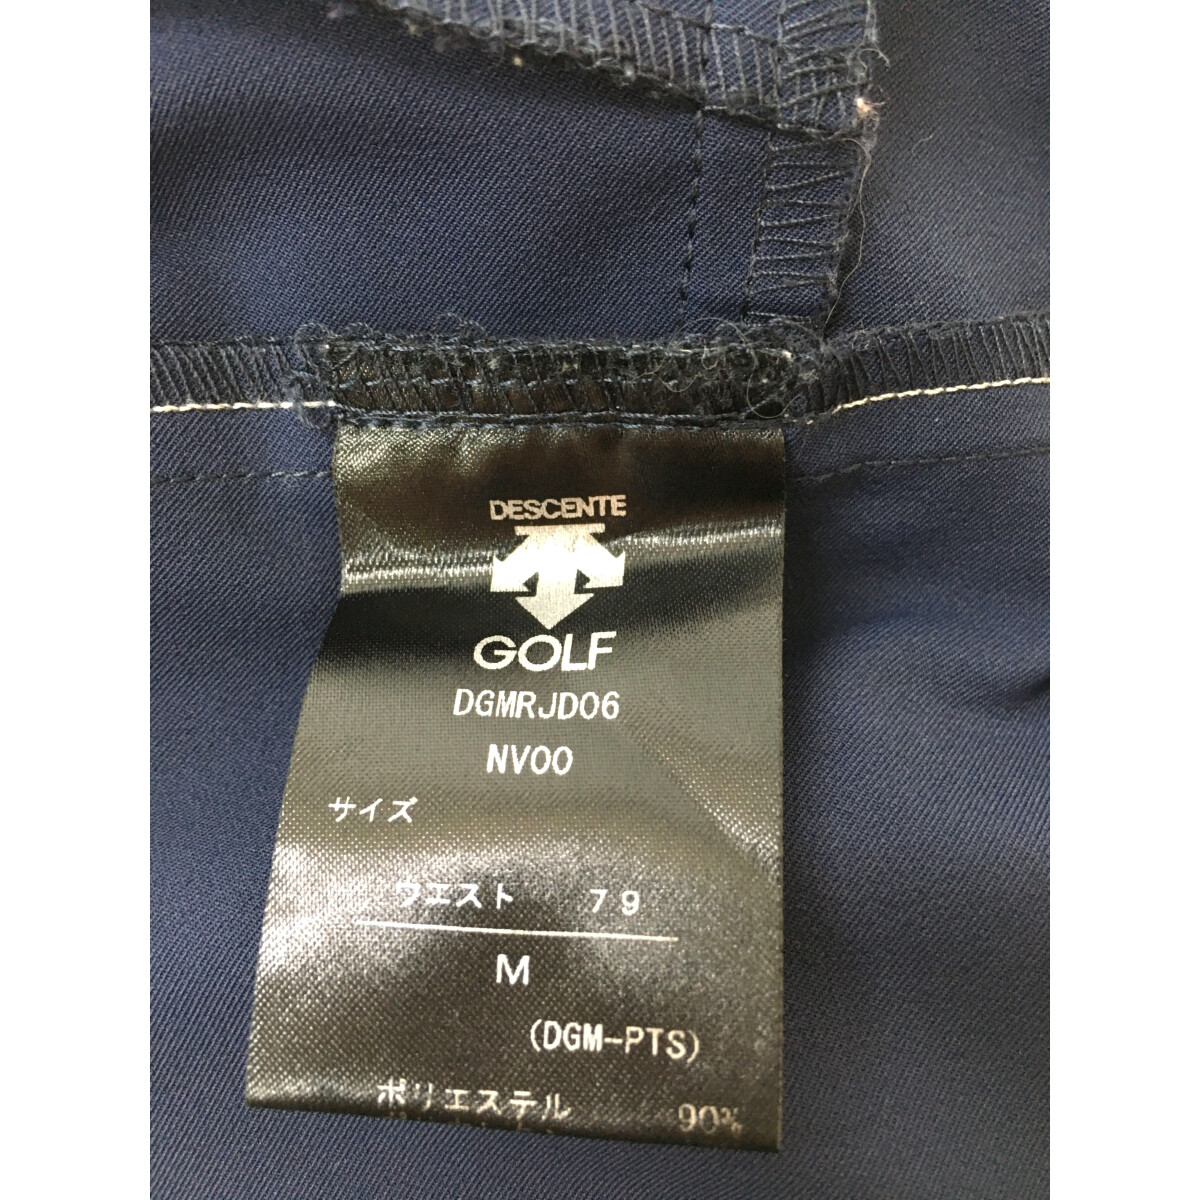 DESCENTE
GOLF
DGMRJD06
NV00
サイズ
ウエスト 79
M
(DGM-PTS)
ポリエステル 90%